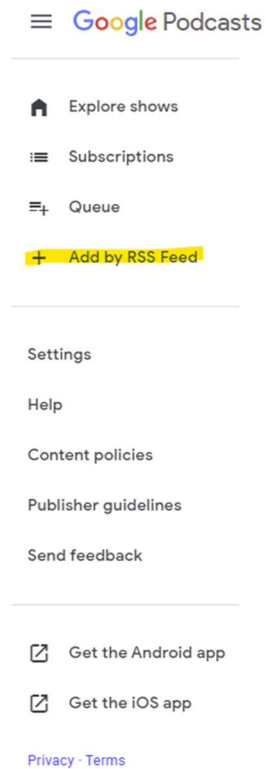 Google Podcasts
Explore shows
Subscriptions
Queue
Add by RSS Feed
Settings
Help
Content policies
Publisher guidelines
Send feedback
Get the Android app
Get the iOS app
Privacy · Terms